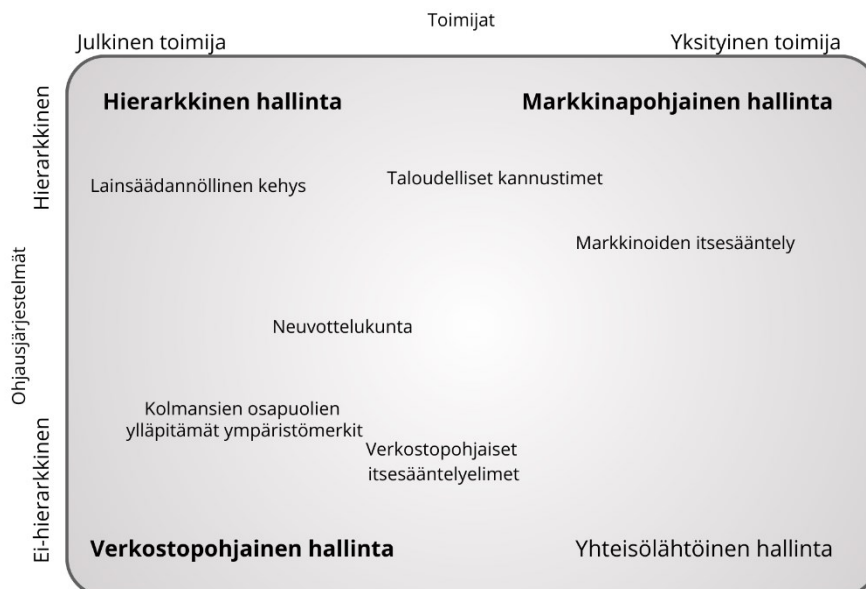 Toimijat
Julkinen toimija
Yksityinen toimija
Hierarkkinen
Ohjausjärjestelmät
Ei-hierarkkinen
Hierarkkinen hallinta
Markkinapohjainen hallinta
Lainsäädännöllinen kehys
Taloudelliset kannustimet
Markkinoiden itsesääntely
Neuvottelukunta
Kolmansien osapuolien
ylläpitämät ympäristömerkit
Verkostopohjaiset
itsesääntelyelimet
Verkostopohjainen hallinta
Yhteisölähtöinen hallinta